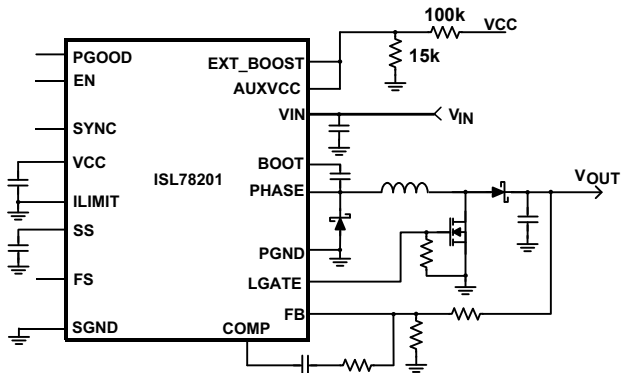 100k
VCC
15k
PGOOD
EN
SYNC
VCC
ILIMIT
SS
FS
SGND
ISL78201
EXT_BOOST
AUXVCC
VIN
BOOT
PHASE
PGND
LGATE
FB
COMP
VIN
VOUT